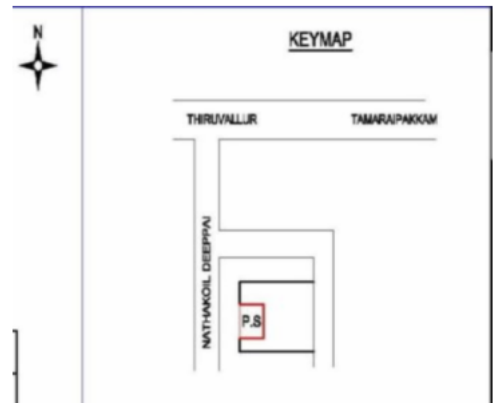 N
KEYMAP
THIRUVALLUR TAMARAIPAKKAM
NATHAKOIL DEEPPAI
P.S